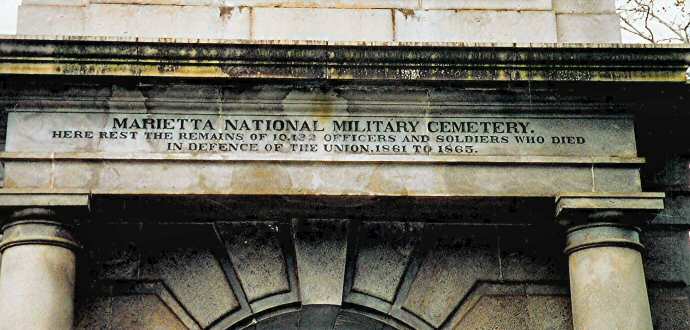 MARIETTA NATIONAL MILITARY CEMETERY.
HERE REST THE REMAINS OF 10,132 OFFICERS AND SOLDIERS WHO DIED
IN DEFENCE OF THE UNION, 1861 TO 1865.